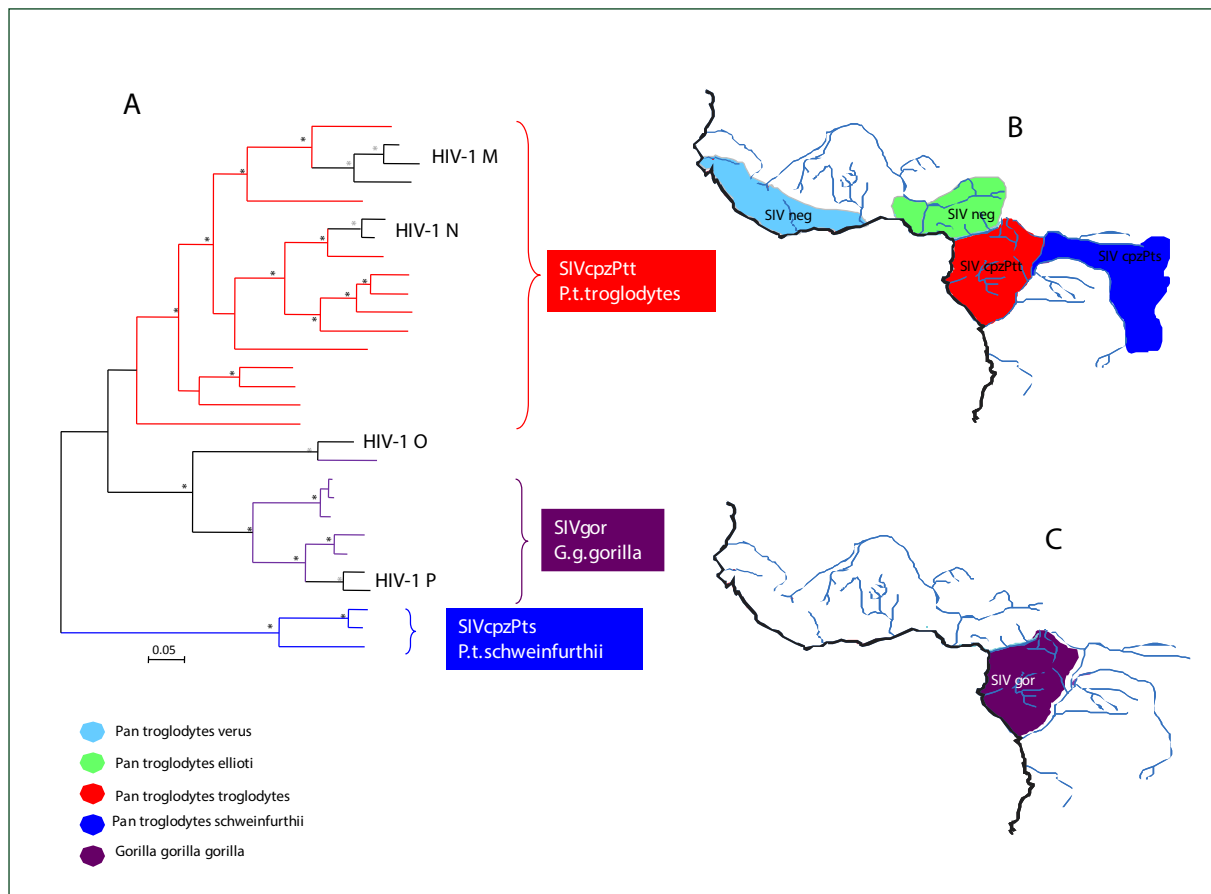 A
HIV-1 M
HIV-1 N
SIVcpzPtt
P.t.troglodytes
HIV-1 O
SIVgor
G.g.gorilla
HIV-1 P
SIVcpzPts
P.t.schweinfurthii
0.05
* * * * * * * * * * * * * * * * * * * *
B
SIV neg
SIV neg
SIV cpzPtt
SIV cpzPts
C
SIV gor
Pan troglodytes verus
Pan troglodytes ellioti
Pan troglodytes troglodytes
Pan troglodytes schweinfurthii
Gorilla gorilla gorilla